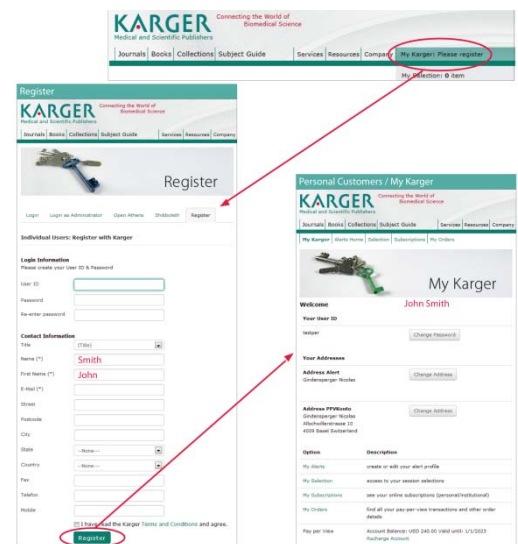 KARGER
Medical and Scientific Publishers
Connecting the World of
Biomedical Science
Journals Books Collections Subject Guide Services Resources Company My Karger: Please register
My Selection: 0 item
Register
KARGER
Medical and Scientific Publishers
Connecting the World of
Biomedical Science
Journals Books Collections Subject Guide Services Resources Company
Register
Login Login as Administrator Open Athens Shibboleth Register
Individual Users: Register with Karger
Login Information
Please create your User ID & Password
User ID
Password
Re-enter password
Contact Information
Title (Title)
Name (*) Smith
First Name (*) John
E-Mail (*)
Street
Postcode
City
State --None--
Country --None--
Fax
Telefon
Mobile
I have read the Karger Terms and Conditions and agree.
Register
Personal Customers / My Karger
KARGER
Medical and Scientific Publishers
Connecting the World of
Biomedical Science
Journals Books Collections Subject Guide Services Resources Company
My Karger Alerts Home Selection Subscriptions My Orders
My Karger
Welcome John Smith
Your User ID
testper Change Password
Your Addresses
Address Alert Change Address
Gindensperger Nicolas
Address PPVKonto Change Address
Gindensperger Nicolas
Allschwilerstrasse 10
4009 Basel Switzerland
Option Description
My Alerts create or edit your alert profile
My Selection access to your session selections
My Subscriptions see your online subscriptions (personal/institutional)
My Orders find all your pay-per-view transactions and other order
details
Pay per View Account Balance: USD 240.00 Valid until: 1/1/2023
Recharge Account